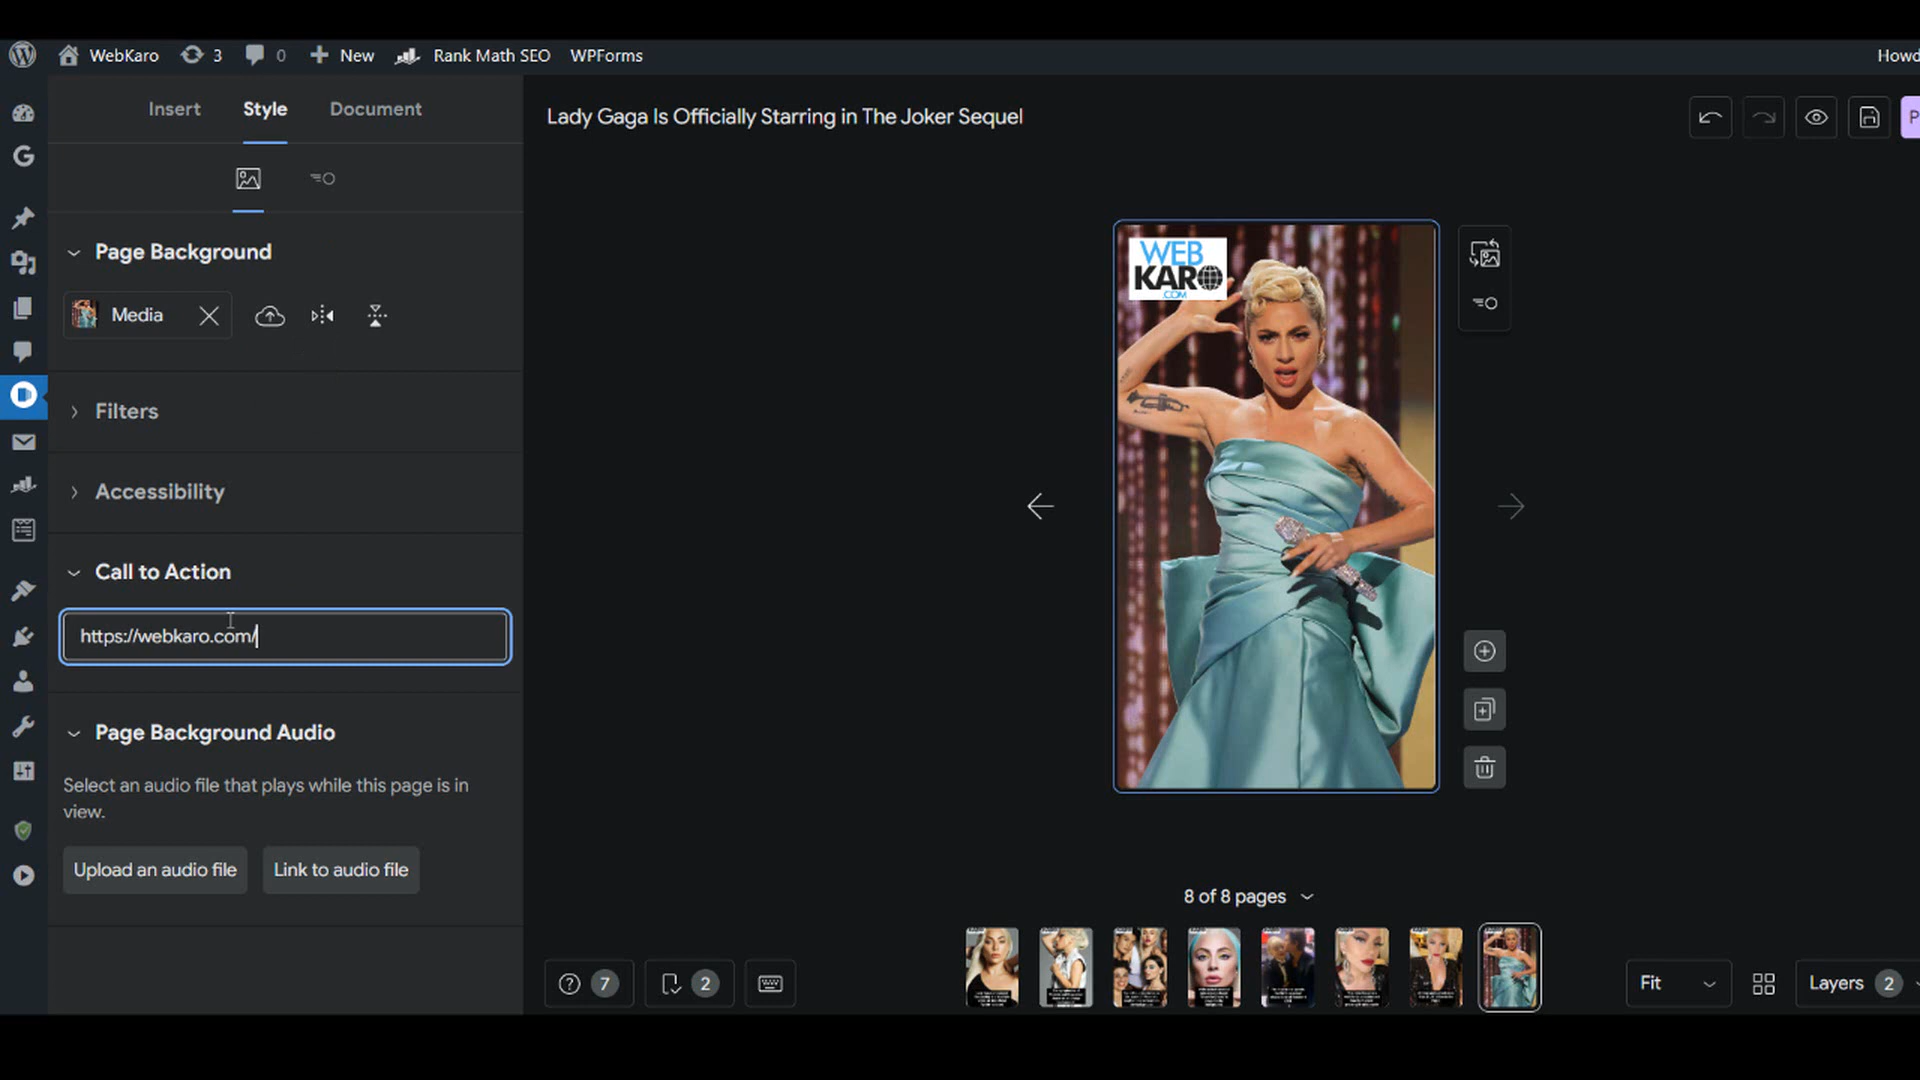 WebKaro 3 0 New Rank Math SEO WPForms Howd
Insert Style Document
Lady Gaga Is Officially Starring in The Joker Sequel
P
Page Background
Media
Filters
Accessibility
Call to Action
https://webkaro.com/
Page Background Audio
Select an audio file that plays while this page is in
view.
Upload an audio file Link to audio file
WEB
KARO
.COM
8 of 8 pages
7 2 Fit Layers 2